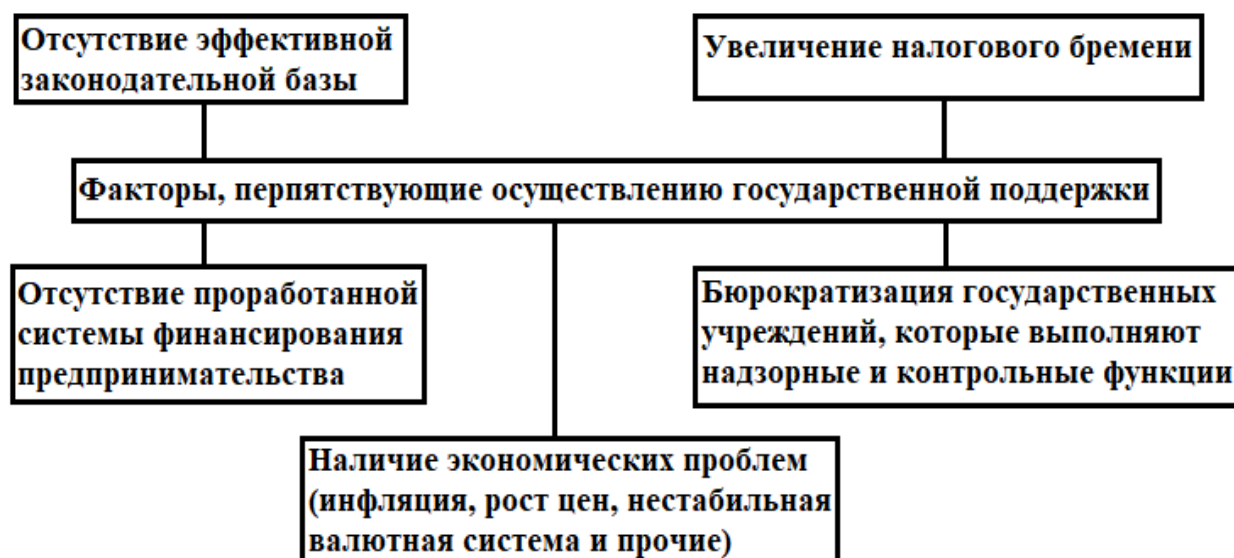 Отсутствие эффективной
законодательной базы
Увеличение налогового бремени
Факторы, перпятствующие осуществлению государственной поддержки
Отсутствие проработанной
системы финансирования
предпринимательства
Бюрократизация государственных
учреждений, которые выполняют
надзорные и контрольные функции
Наличие экономических проблем
(инфляция, рост цен, нестабильная
валютная система и прочие)